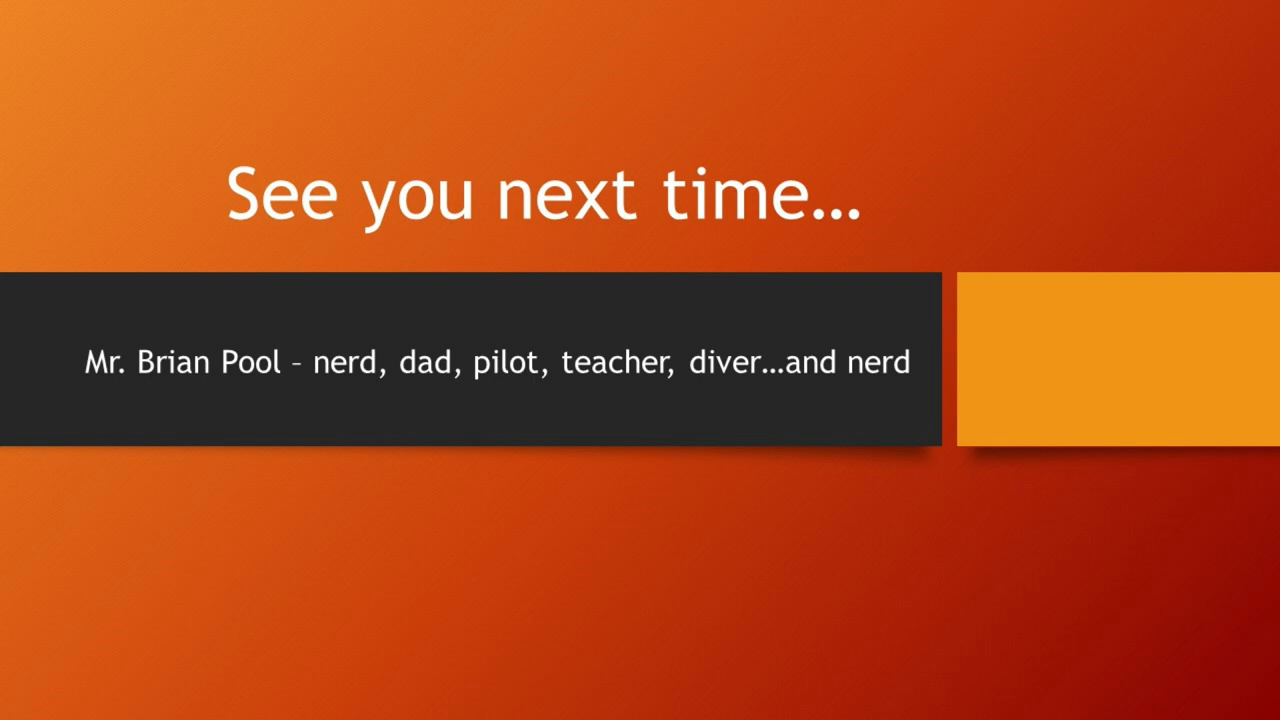 See you next time…
Mr. Brian Pool – nerd, dad, pilot, teacher, diver…and nerd